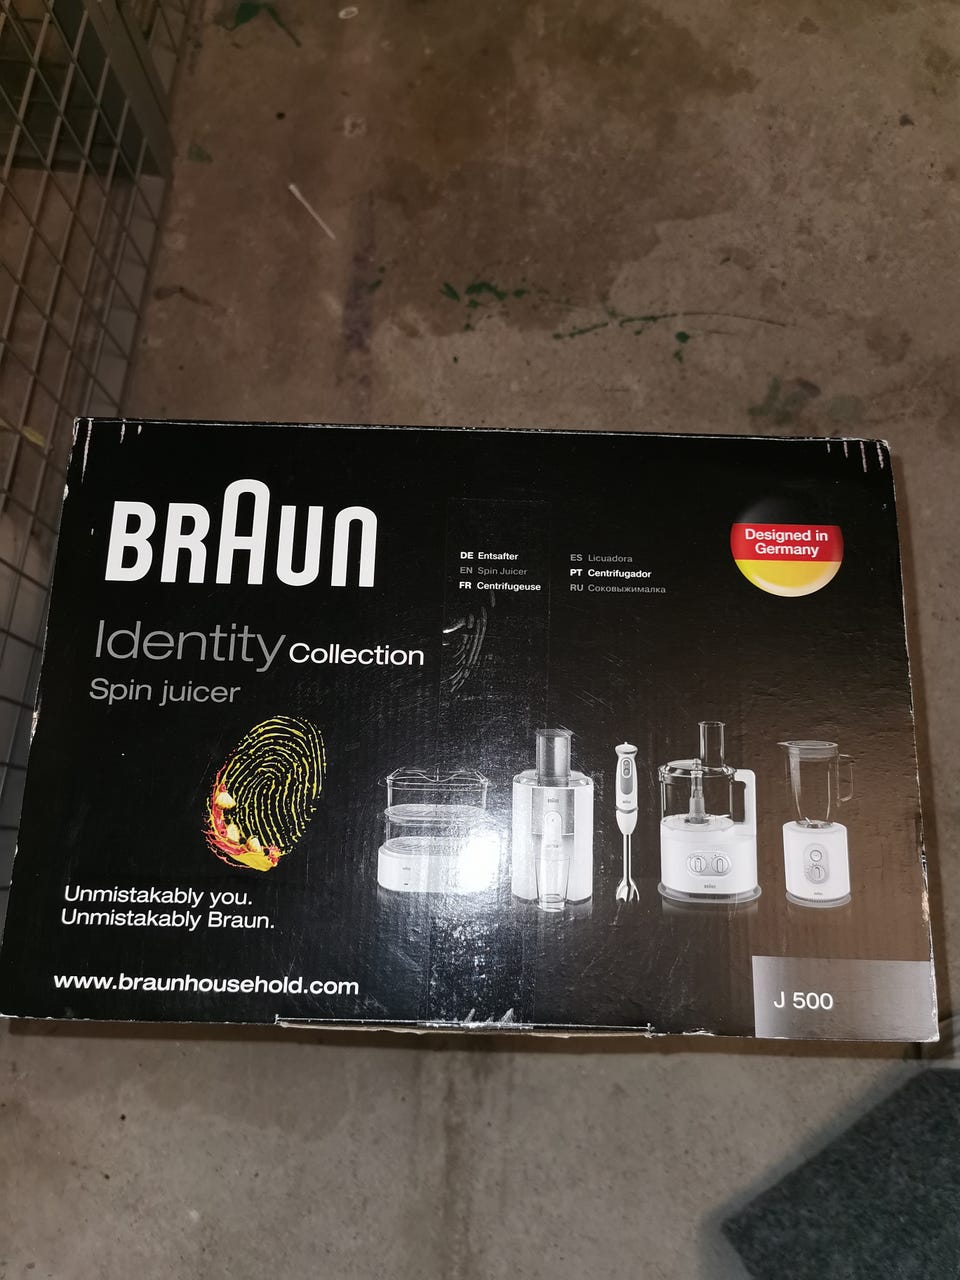 BRAUN
Identity Collection
Spin juicer
DE Entsafter
EN Spin Juicer
FR Centrifugeuse
ES Licuadora
PT Centrifugador
RU Соковыжималка
Designed in
Germany
Unmistakably you.
Unmistakably Braun.
www.braunhousehold.com
J 500